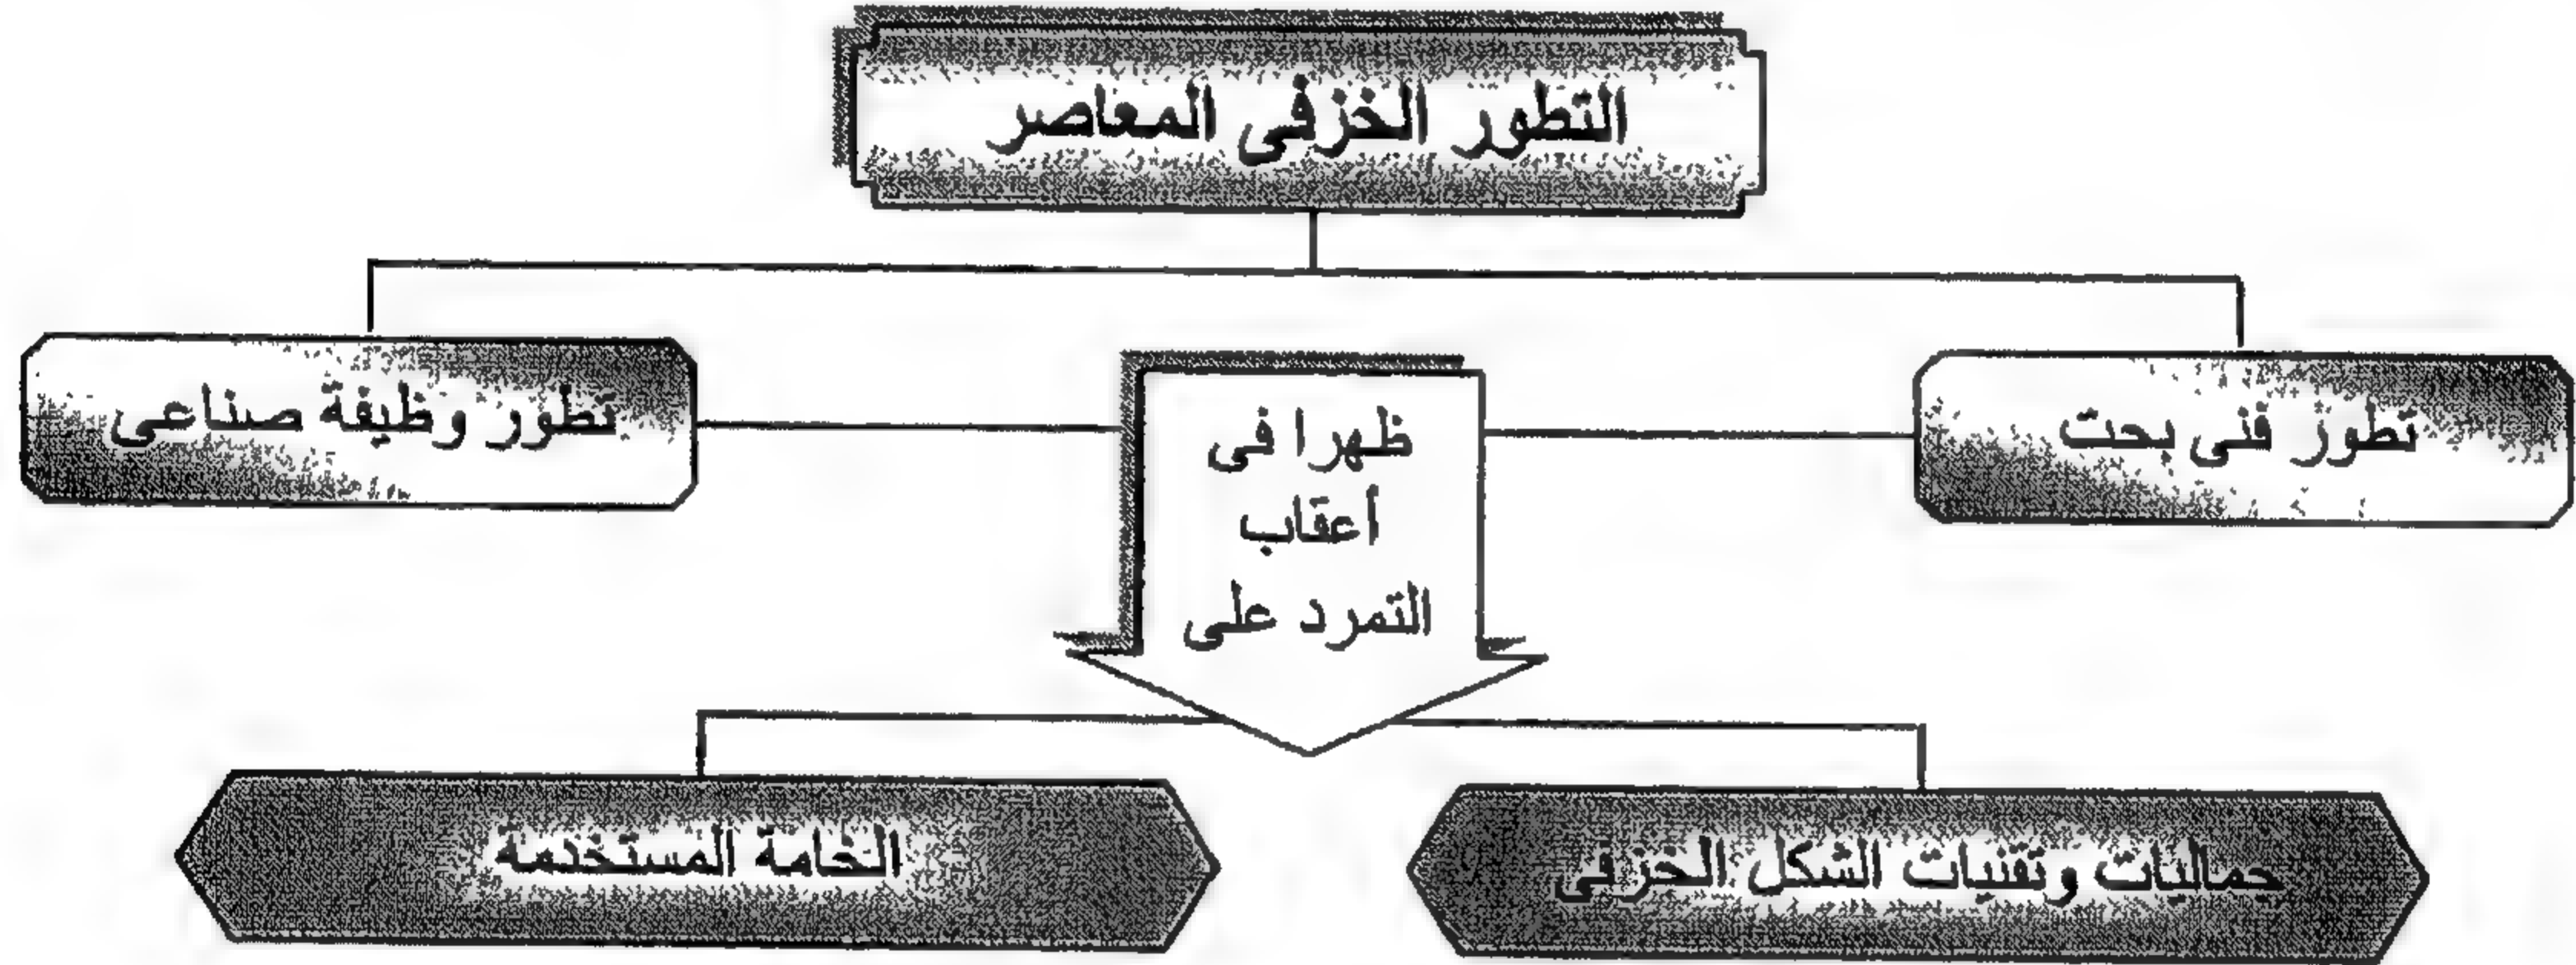 التطور الخزفى المعاصر
تطور فنى بحت
تطور وظيفة صناعى
ظهرا فى
أعقاب
التمرد على
جماليات وتقنيات الشكل الخزفى
الخامة المستخدمة